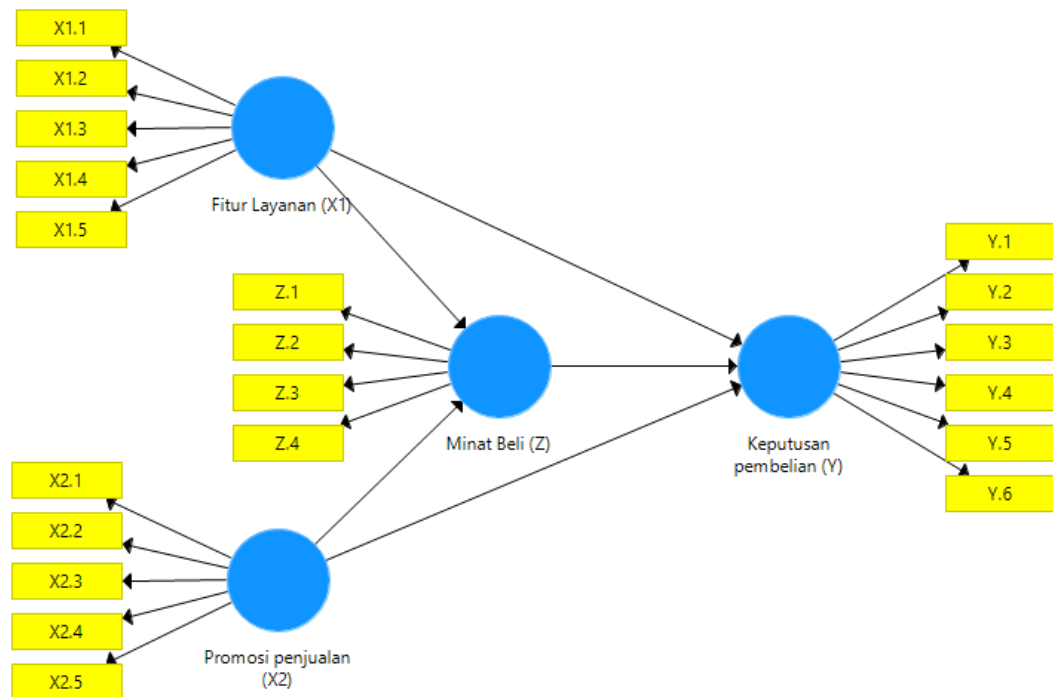 X1.1
X1.2
X1.3
X1.4
X1.5
Fitur Layanan (X1)
Z.1
Z.2
Z.3
Z.4
Minat Beli (Z)
Y.1
Y.2
Y.3
Y.4
Y.5
Y.6
Keputusan
pembelian (Y)
X2.1
X2.2
X2.3
X2.4
X2.5
Promosi penjualan
(X2)